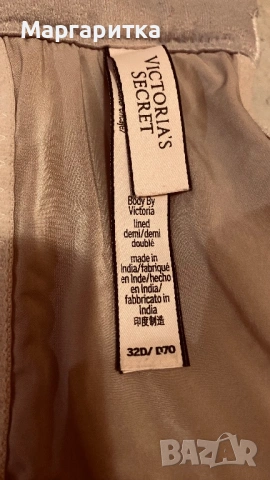 Маргаритка
VICTORIA'S
SECRET
Body By
Victoria
lined
demi/demi
doublé
made in
India/fabriqué
en Inde/hecho
en India/
fabbricato in
India
印度制造
32D/ D70
BAZAR
.bg